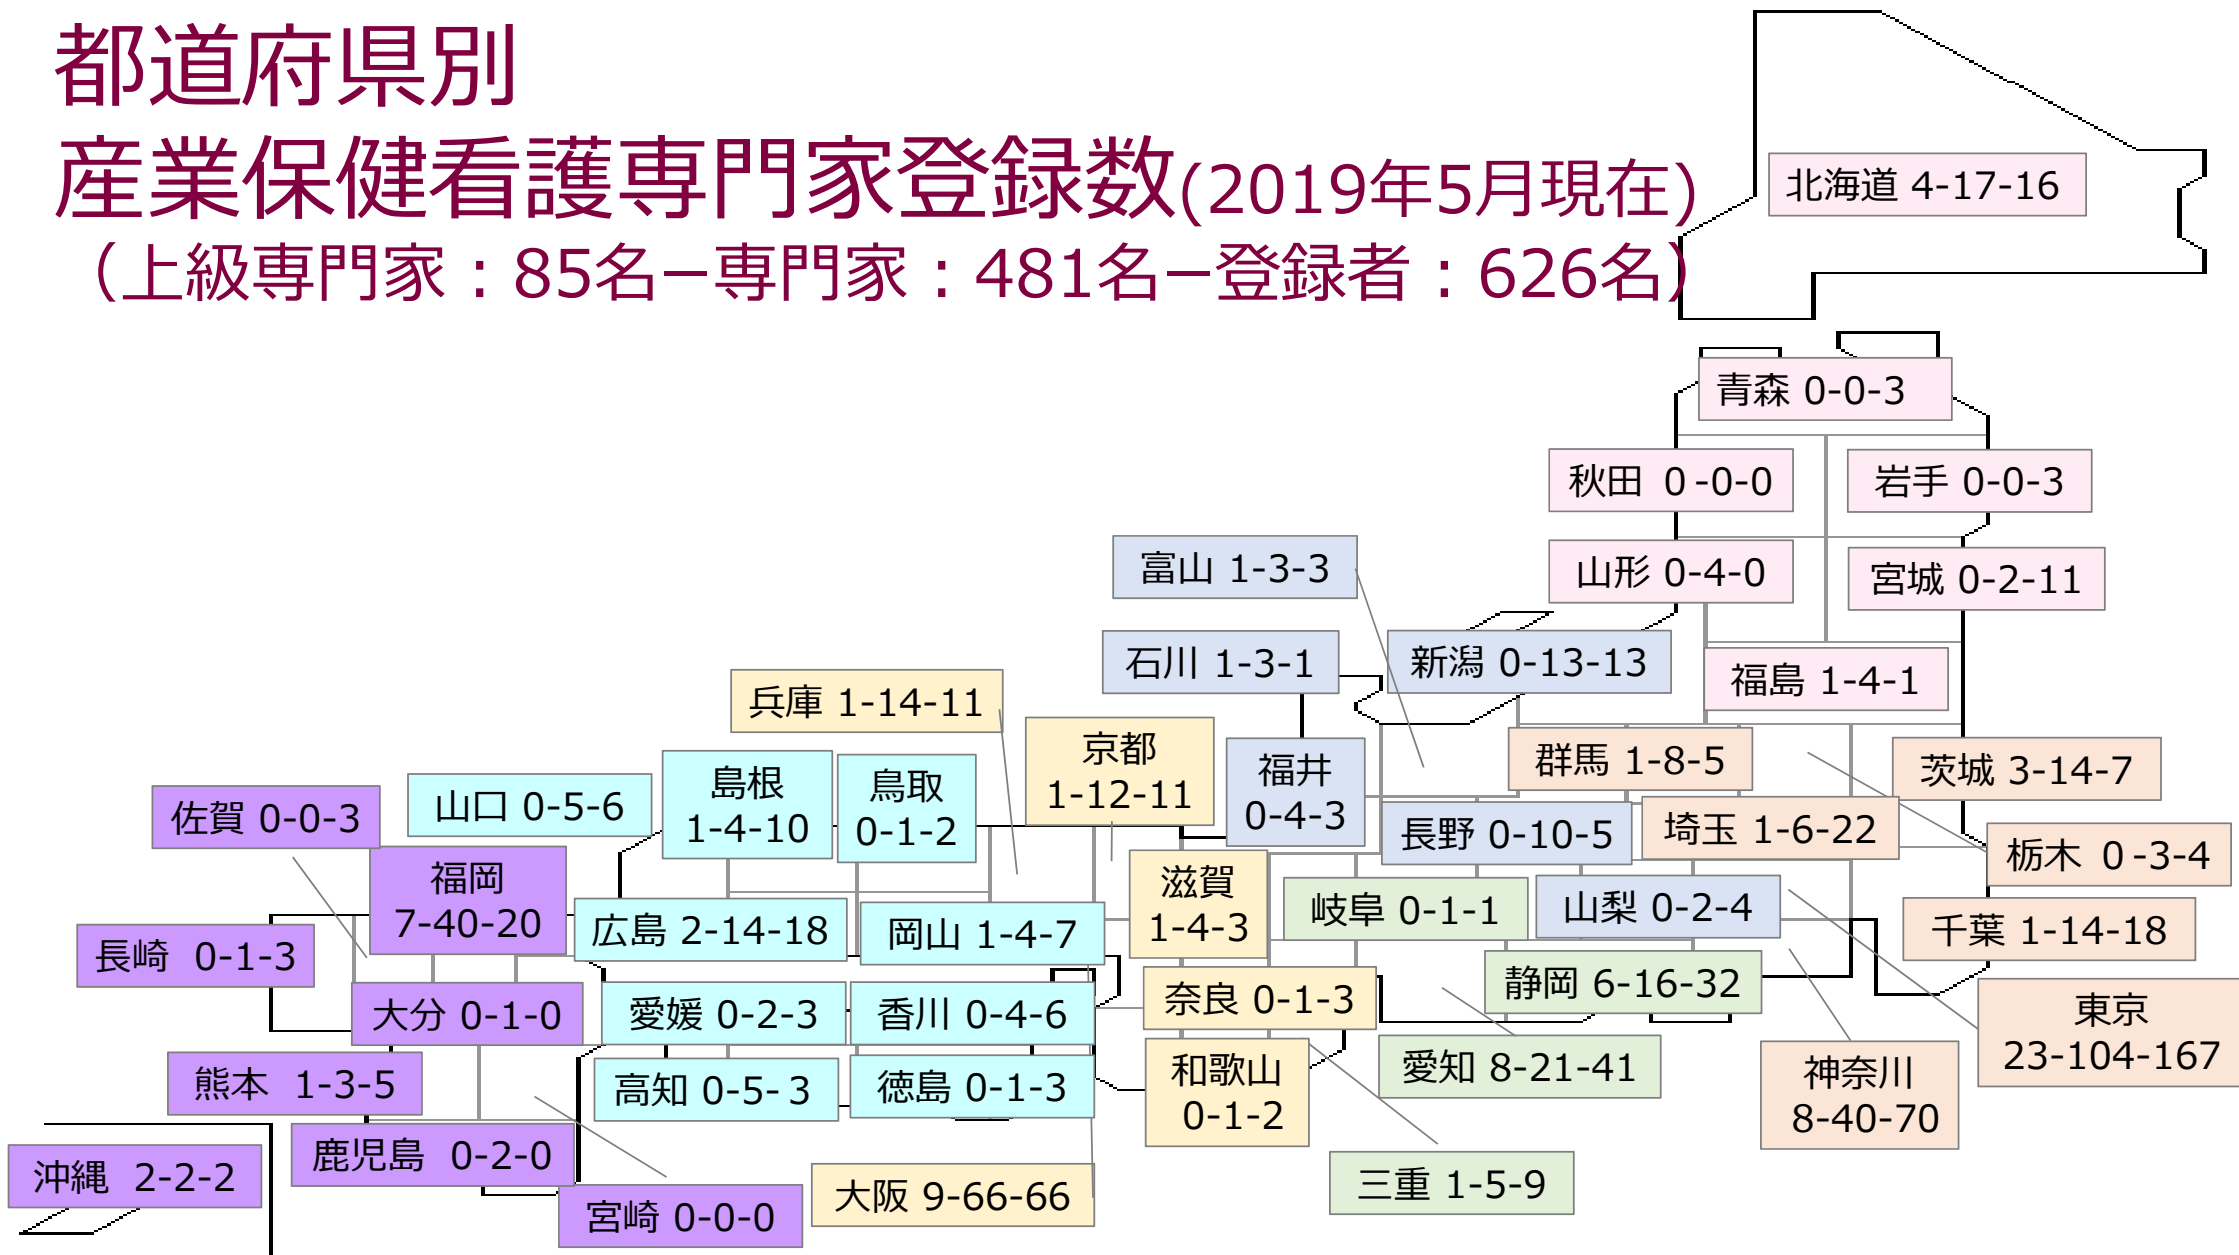 都道府県別
産業保健看護専門家登録数(2019年5月現在)
（上級専門家：85名－専門家：481名－登録者：626名）
北海道 4-17-16
青森 0-0-3
秋田 0-0-0
岩手 0-0-3
山形 0-4-0
宮城 0-2-11
福島 1-4-1
富山 1-3-3
石川 1-3-1
新潟 0-13-13
福井
0-4-3
長野 0-10-5
山梨 0-2-4
群馬 1-8-5
茨城 3-14-7
埼玉 1-6-22
栃木 0-3-4
千葉 1-14-18
東京
23-104-167
神奈川
8-40-70
岐阜 0-1-1
静岡 6-16-32
愛知 8-21-41
三重 1-5-9
兵庫 1-14-11
京都
1-12-11
滋賀
1-4-3
奈良 0-1-3
和歌山
0-1-2
大阪 9-66-66
山口 0-5-6
島根
1-4-10
鳥取
0-1-2
広島 2-14-18
岡山 1-4-7
愛媛 0-2-3
香川 0-4-6
高知 0-5-3
徳島 0-1-3
佐賀 0-0-3
福岡
7-40-20
長崎 0-1-3
大分 0-1-0
熊本 1-3-5
鹿児島 0-2-0
宮崎 0-0-0
沖縄 2-2-2